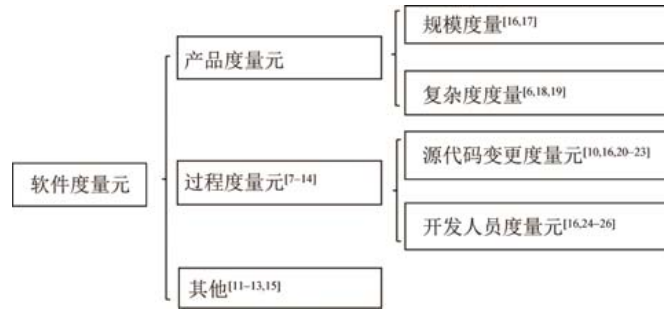 软件度量元
产品度量元
规模度量[16,17]
复杂度度量[6,18,19]
过程度量元[7–14]
源代码变更度量元[10,16,20–23]
开发人员度量元[16,24–26]
其他[11–13,15]